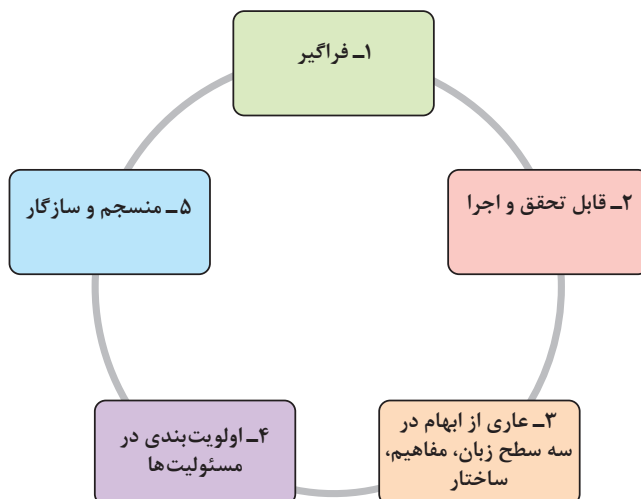 ۱ـ فراگیر
۲ـ قابل تحقق و اجرا
۳ـ عاری از ابهام در
سه سطح زبان، مفاهیم،
ساختار
۴ـ اولویت‌بندی در
مسئولیت‌ها
۵ـ منسجم و سازگار